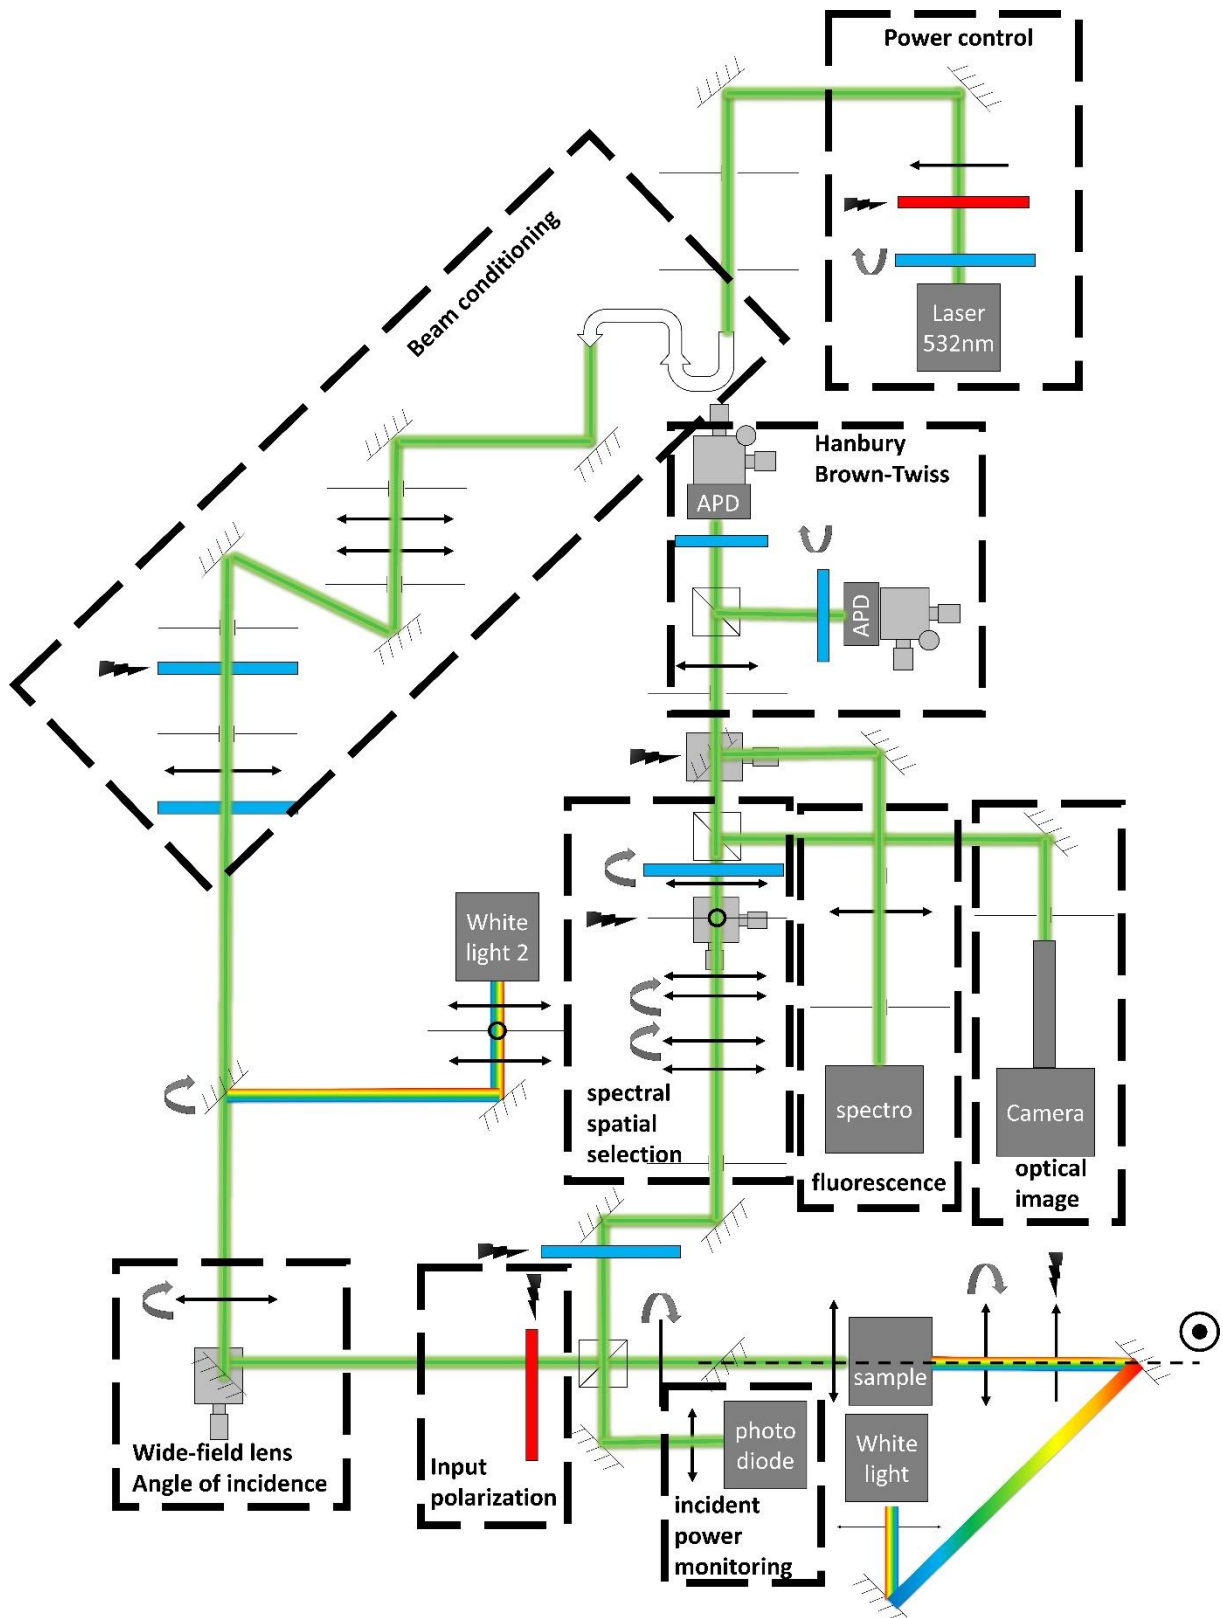 Power control
Laser
532nm
Beam conditioning
Hanbury
Brown-Twiss
APD
APD
White
light 2
spectral
spatial
selection
spectro
fluorescence
Camera
optical
image
Wide-field lens
Angle of incidence
Input
polarization
photo
diode
incident
power
monitoring
sample
White
light